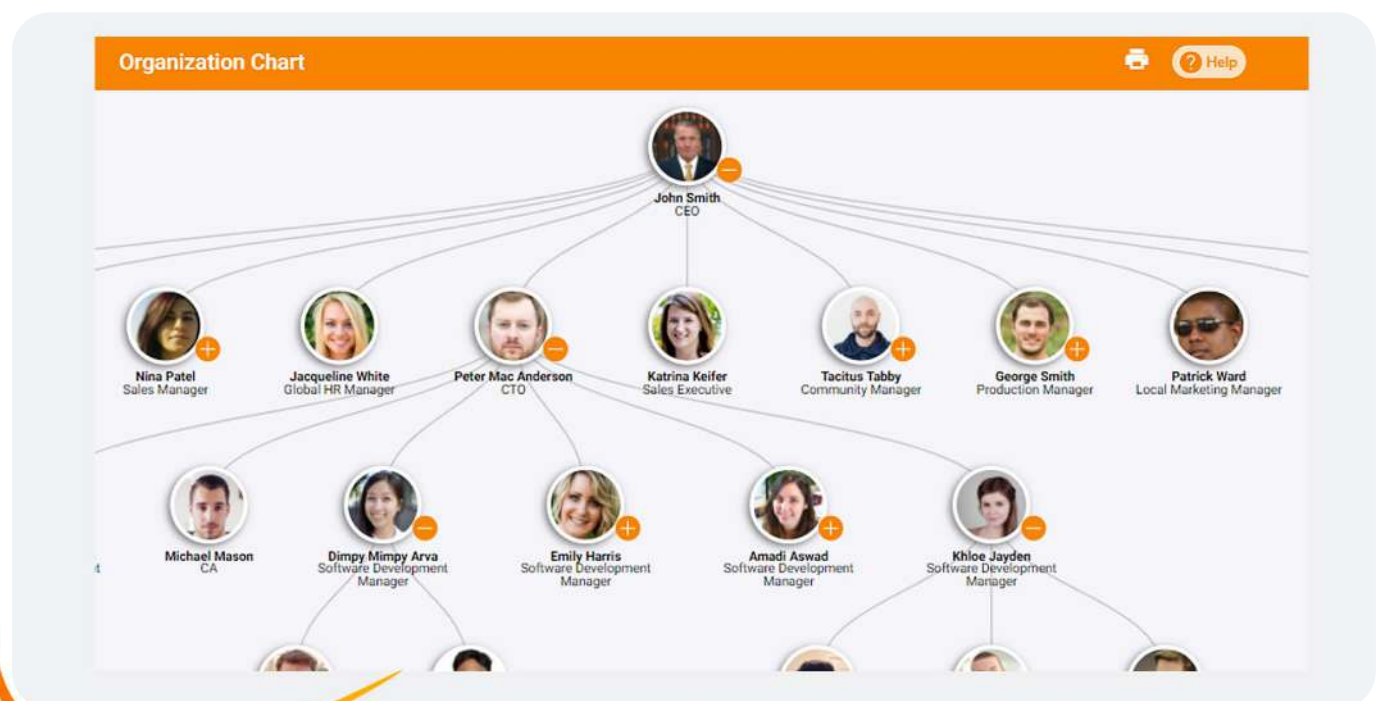 Organization Chart
Help
John Smith
CEO
Nina Patel
Sales Manager
Jacqueline White
Global HR Manager
Peter Mac Anderson
CTO
Katrina Keifer
Sales Executive
Tacitus Tabby
Community Manager
George Smith
Production Manager
Patrick Ward
Local Marketing Manager
Michael Mason
CA
Dimpy Mimpy Arva
Software Development
Manager
Emily Harris
Software Development
Manager
Amadi Aswad
Software Development
Manager
Khloe Jayden
Software Development
Manager